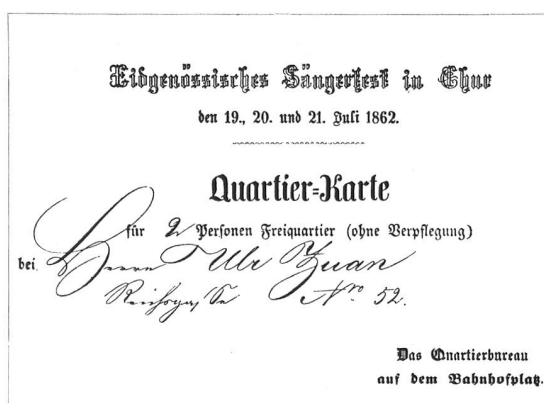 Eidgenössisches Sängerfest in Chur
den 19., 20. und 21. Juli 1862.
Quartier-Karte
für 2 Personen Freiquartier (ohne Verpflegung)
bei Herrn Ulr Zuan
Reichsgasse No. 52.
Das Quartierbureau
auf dem Bahnhofplatz.